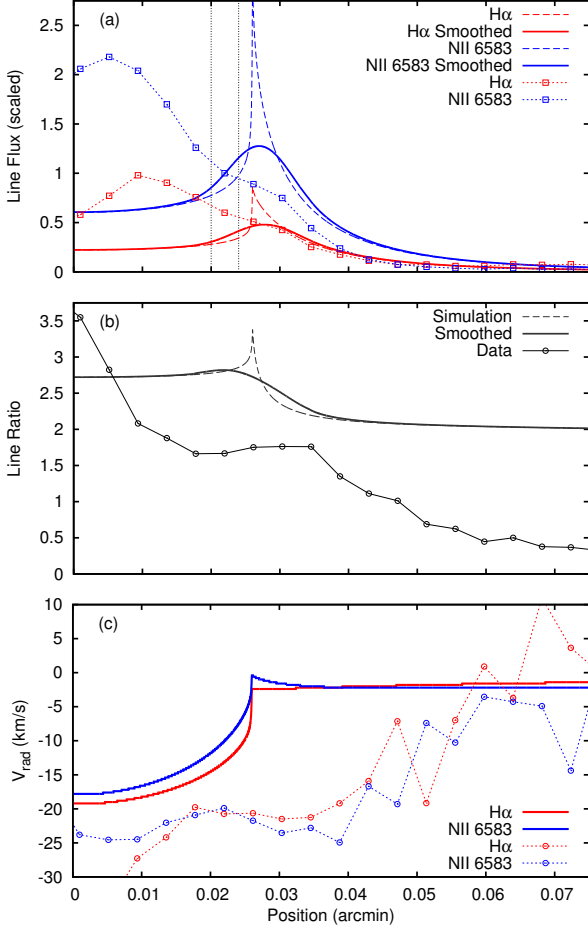 (a)
Hα
Hα Smoothed
NII 6583
NII 6583 Smoothed
Hα
NII 6583
Line Flux (scaled)
2.5
2
1.5
1
0.5
0
(b)
Simulation
Smoothed
Data
Line Ratio
3.5
3
2.5
2
1.5
1
0.5
0
(c)
V_rad (km/s)
10
5
0
-5
-10
-15
-20
-25
-30
Hα
NII 6583
Hα
NII 6583
0 0.01 0.02 0.03 0.04 0.05 0.06 0.07
Position (arcmin)